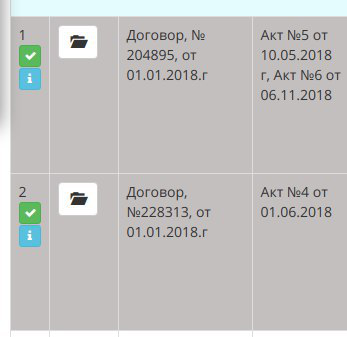 1
Договор, №
204895, от
01.01.2018.г
Акт №5 от
10.05.2018
г, Акт №6 от
06.11.2018
2
Договор,
№228313, от
01.01.2018.г
Акт №4 от
01.06.2018